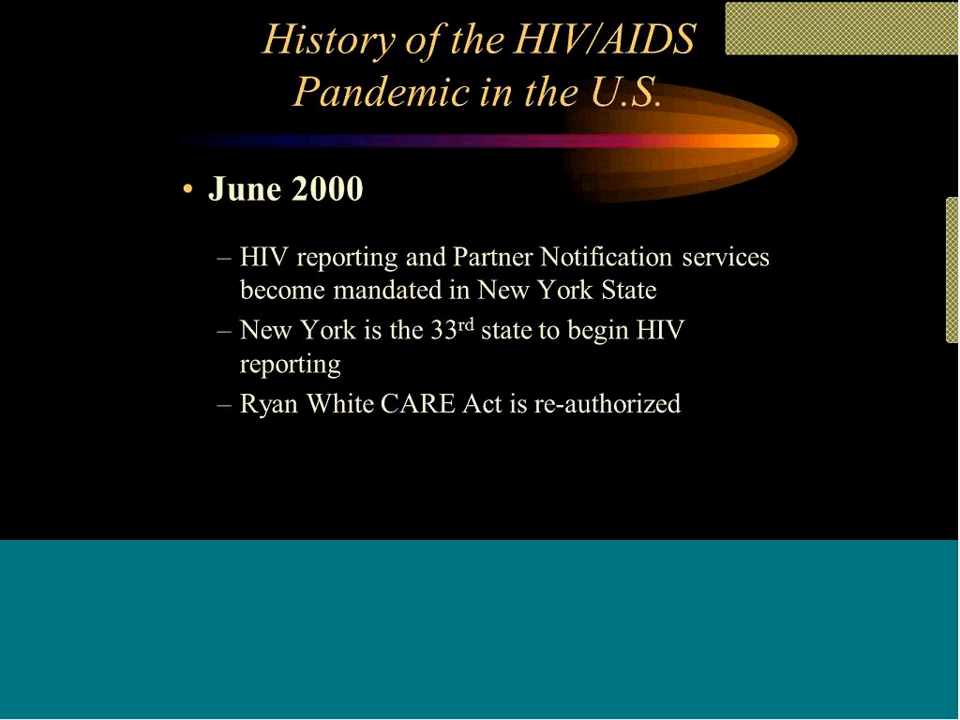 History of the HIV/AIDS
Pandemic in the U.S.
• June 2000
– HIV reporting and Partner Notification services
become mandated in New York State
– New York is the 33rd state to begin HIV
reporting
– Ryan White CARE Act is re-authorized